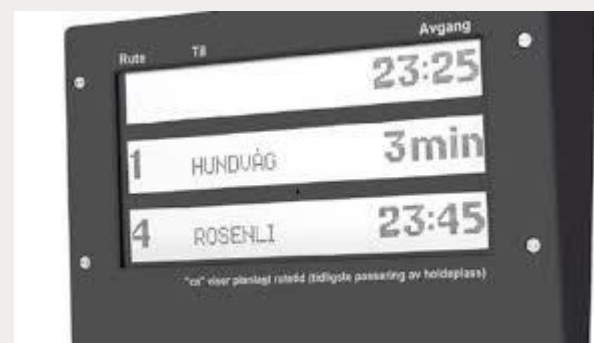 Rute Til Avgang
23:25
1 HUNDVÅG 3min
4 ROSENLI 23:45
"ca" viser planlagt rutetid (tidligste passering av holdeplass)